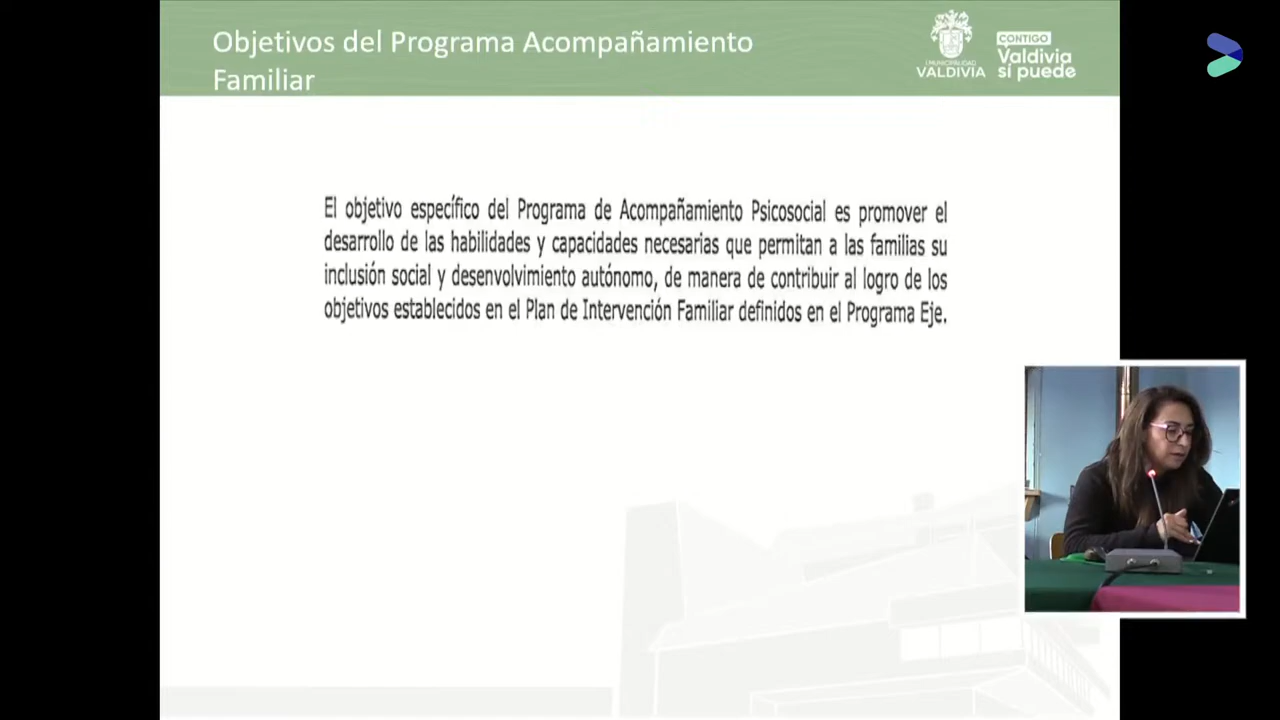 Objetivos del Programa Acompañamiento
Familiar
I. MUNICIPALIDAD
VALDIVIA
CONTIGO
Valdivia
sí puede
El objetivo específico del Programa de Acompañamiento Psicosocial es promover el
desarrollo de las habilidades y capacidades necesarias que permitan a las familias su
inclusión social y desenvolvimiento autónomo, de manera de contribuir al logro de los
objetivos establecidos en el Plan de Intervención Familiar definidos en el Programa Eje.